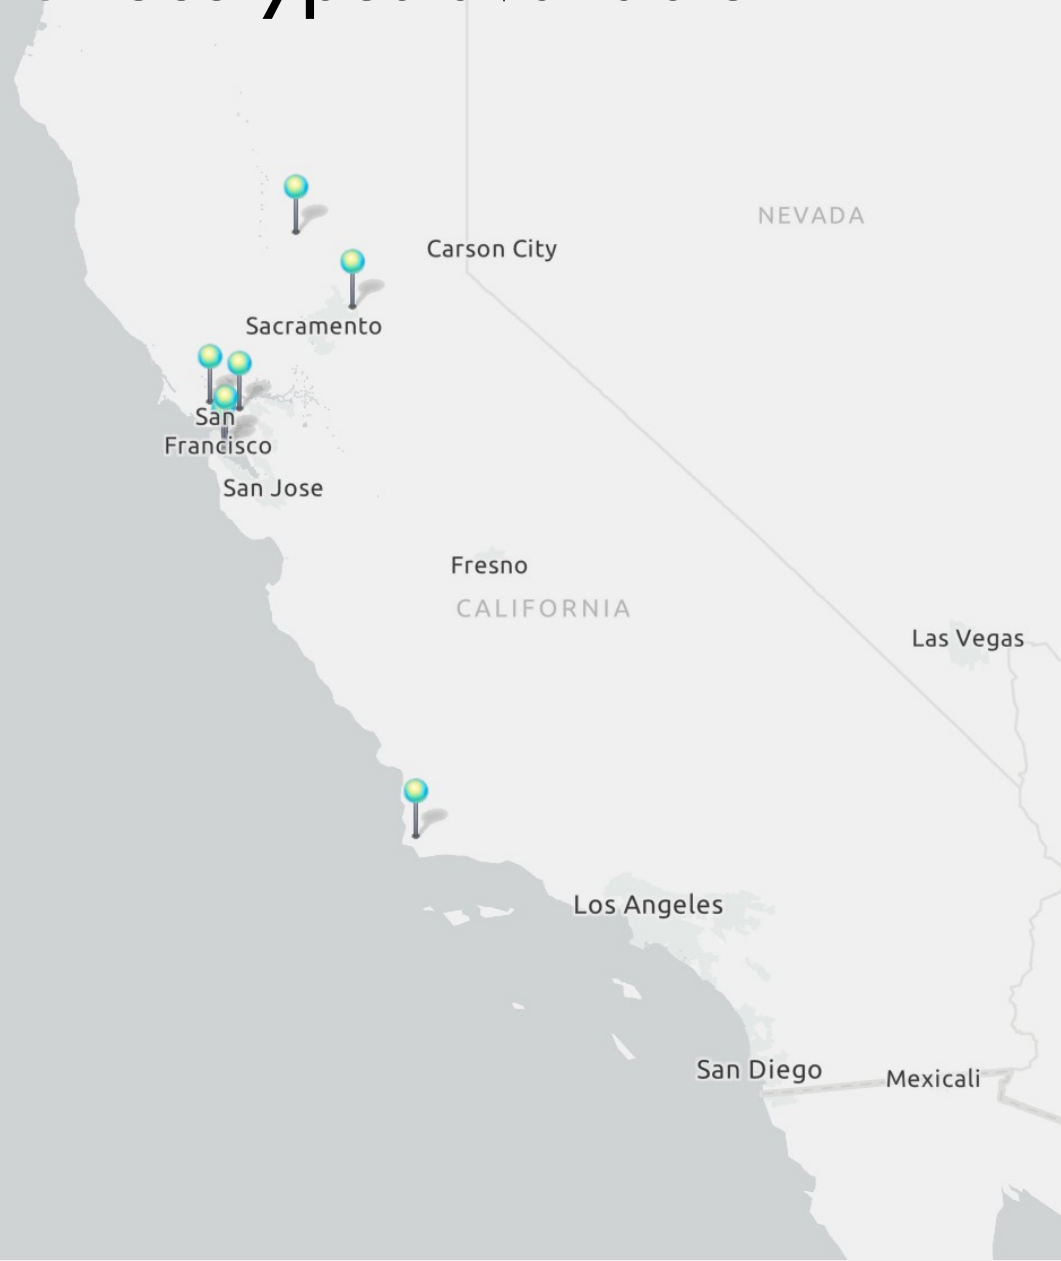 NEVADA
Carson City
Sacramento
San
Francisco
San Jose
Fresno
CALIFORNIA
Las Vegas
Los Angeles
San Diego
Mexicali